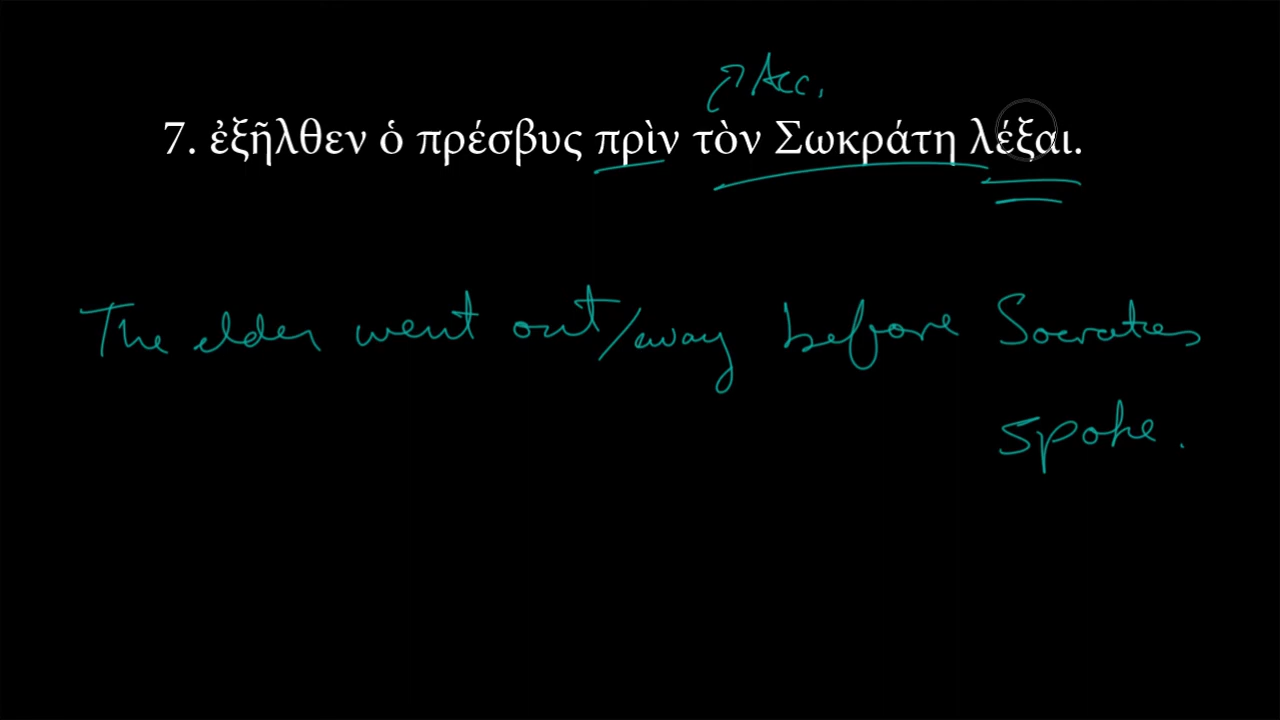 Acc.
7. ἐξῆλθεν ὁ πρέσβυς πρὶν τὸν Σωκράτη λέξαι.
The elder went out/away before Socrates
spoke.